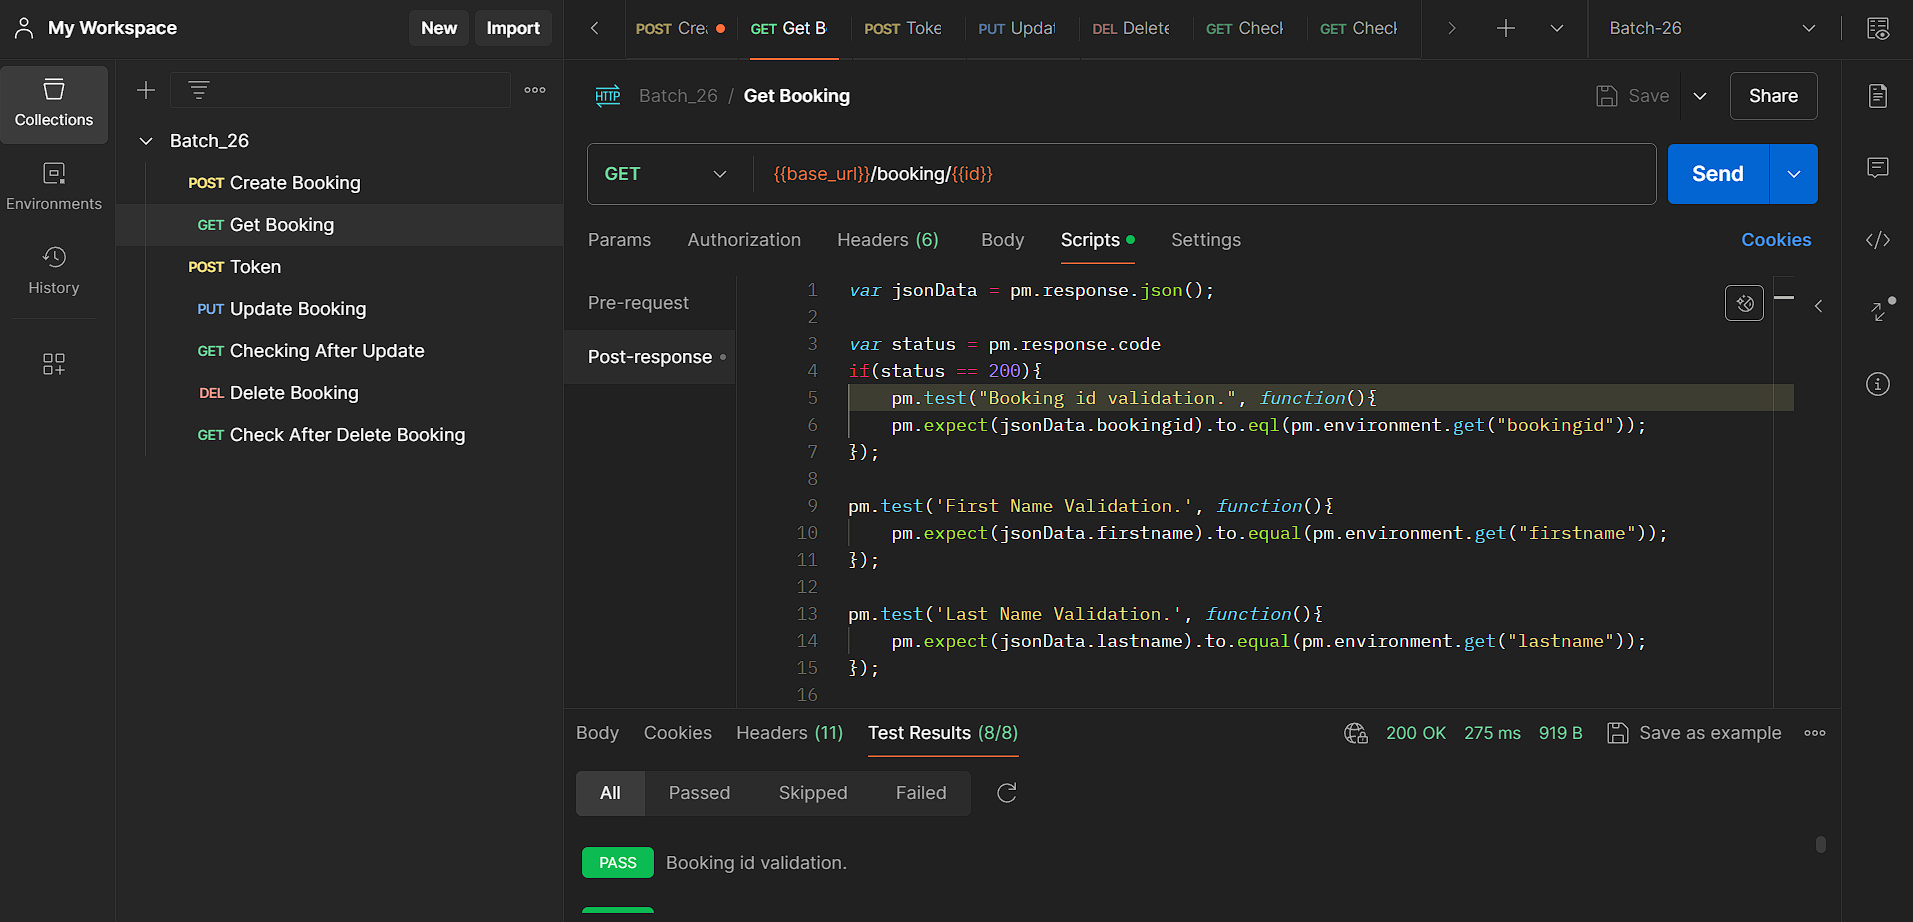 My Workspace
New
Import
POST Crea
GET Get B
POST Toke
PUT Updat
DEL Delete
GET Check
GET Check
Batch-26
Collections
Environments
History
Batch_26
POST Create Booking
GET Get Booking
POST Token
PUT Update Booking
GET Checking After Update
DEL Delete Booking
GET Check After Delete Booking
HTTP Batch_26 / Get Booking
Save
Share
GET
{{base_url}}/booking/{{id}}
Send
Params
Authorization
Headers (6)
Body
Scripts
Settings
Cookies
Pre-request
Post-response
1 var jsonData = pm.response.json();
2
3 var status = pm.response.code
4 if(status == 200){
5 pm.test("Booking id validation.", function(){
6 pm.expect(jsonData.bookingid).to.eql(pm.environment.get("bookingid"));
7 });
8
9 pm.test('First Name Validation.', function(){
10 pm.expect(jsonData.firstname).to.equal(pm.environment.get("firstname"));
11 });
12
13 pm.test('Last Name Validation.', function(){
14 pm.expect(jsonData.lastname).to.equal(pm.environment.get("lastname"));
15 });
16
Body
Cookies
Headers (11)
Test Results (8/8)
200 OK
275 ms
919 B
Save as example
All
Passed
Skipped
Failed
PASS Booking id validation.